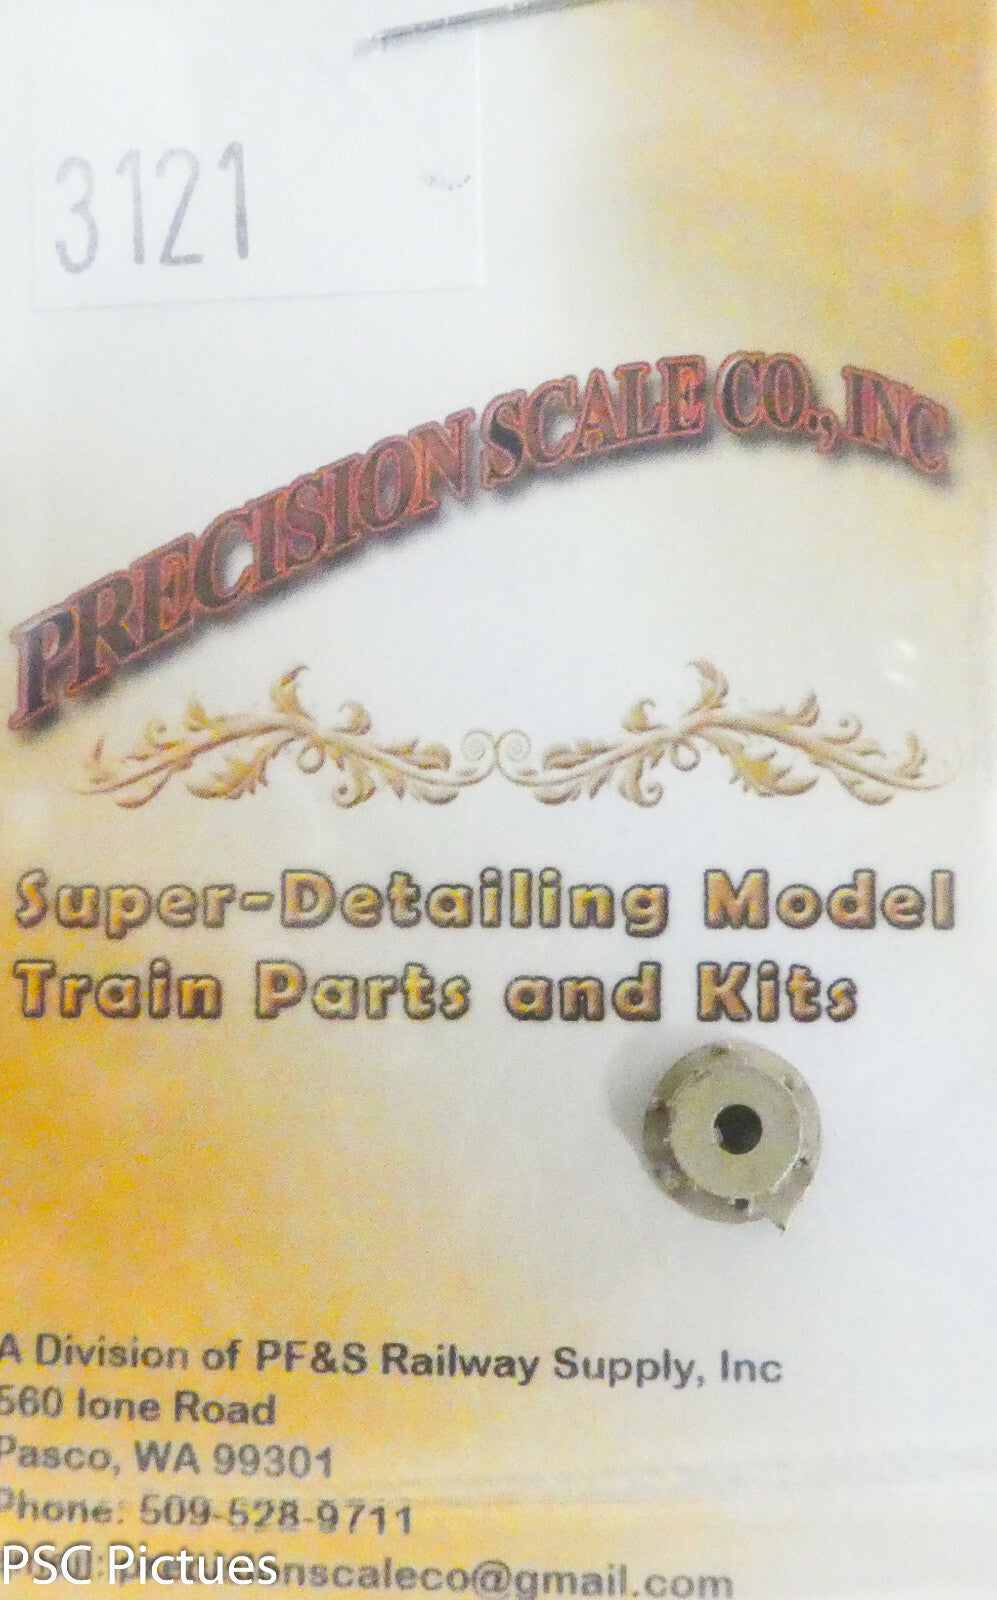 3121
PRECISION SCALE CO., INC
Super-Detailing Model
Train Parts and Kits
A Division of PF&S Railway Supply, Inc
560 Ione Road
Pasco, WA 99301
Phone: 509-528-9711
PSC Pictues